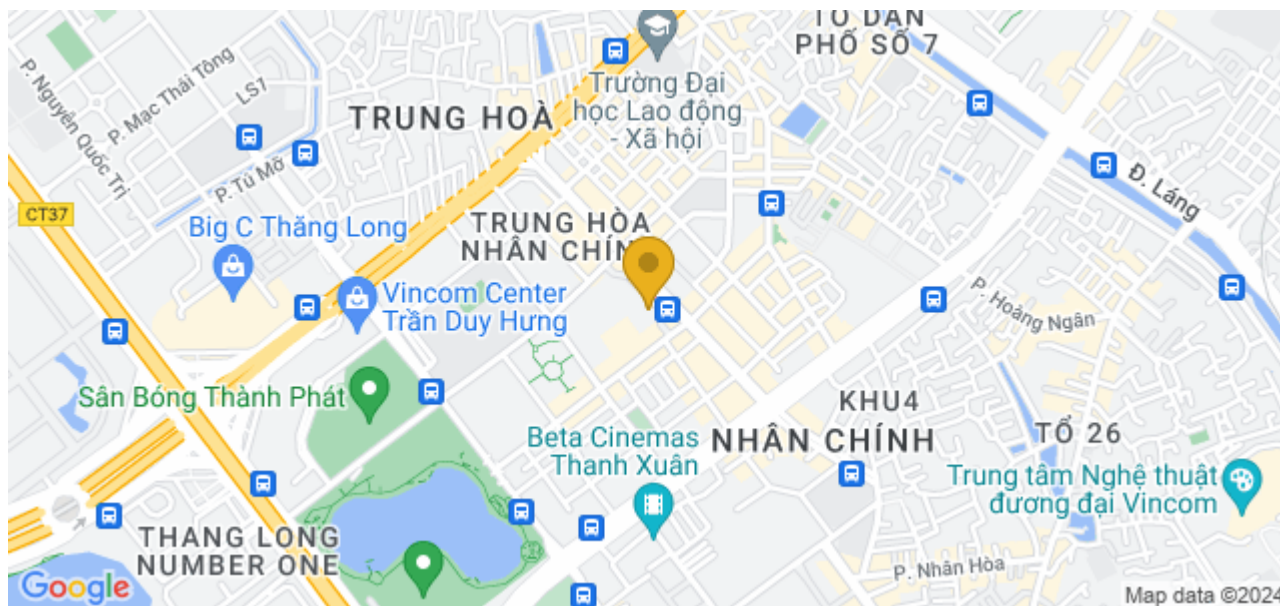 TỔ DÂN
PHỐ SỐ 7
Trường Đại
học Lao động
- Xã hội
P. Nguyễn Quốc Trị
P. Mạc Thái Tông
LS1
TRUNG HOÀ
P. Tú Mỡ
Đ. Láng
CT37
Big C Thăng Long
TRUNG HÒA
NHÂN CHÍN
Vincom Center
Trần Duy Hưng
P. Hoàng Ngân
Sân Bóng Thành Phát
KHU4
TỔ 26
Beta Cinemas
Thanh Xuân
NHÂN CHÍNH
Trung tâm Nghệ thuật
đương đại Vincom
THANG LONG
NUMBER ONE
P. Nhân Hòa
Google
Map data ©2024